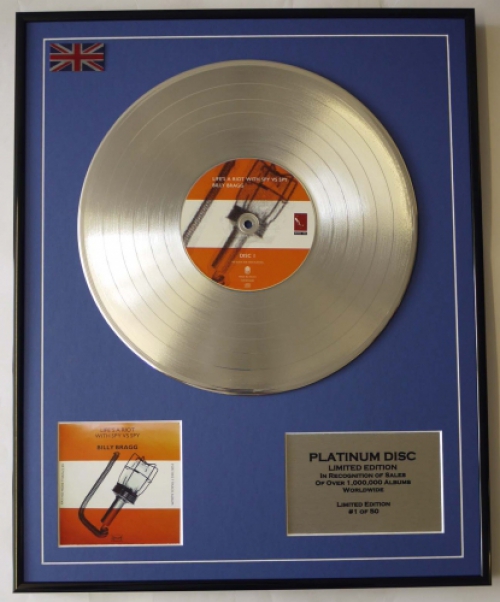 LIFE'S A RIOT WITH SPY VS SPY
BILLY BRAGG
DISC 1
LIFE'S A RIOT
WITH SPY VS SPY
BILLY BRAGG
PLATINUM DISC
LIMITED EDITION
IN RECOGNITION OF SALES
OF OVER 1,000,000 ALBUMS
WORLDWIDE
LIMITED EDITION
#1 OF 50